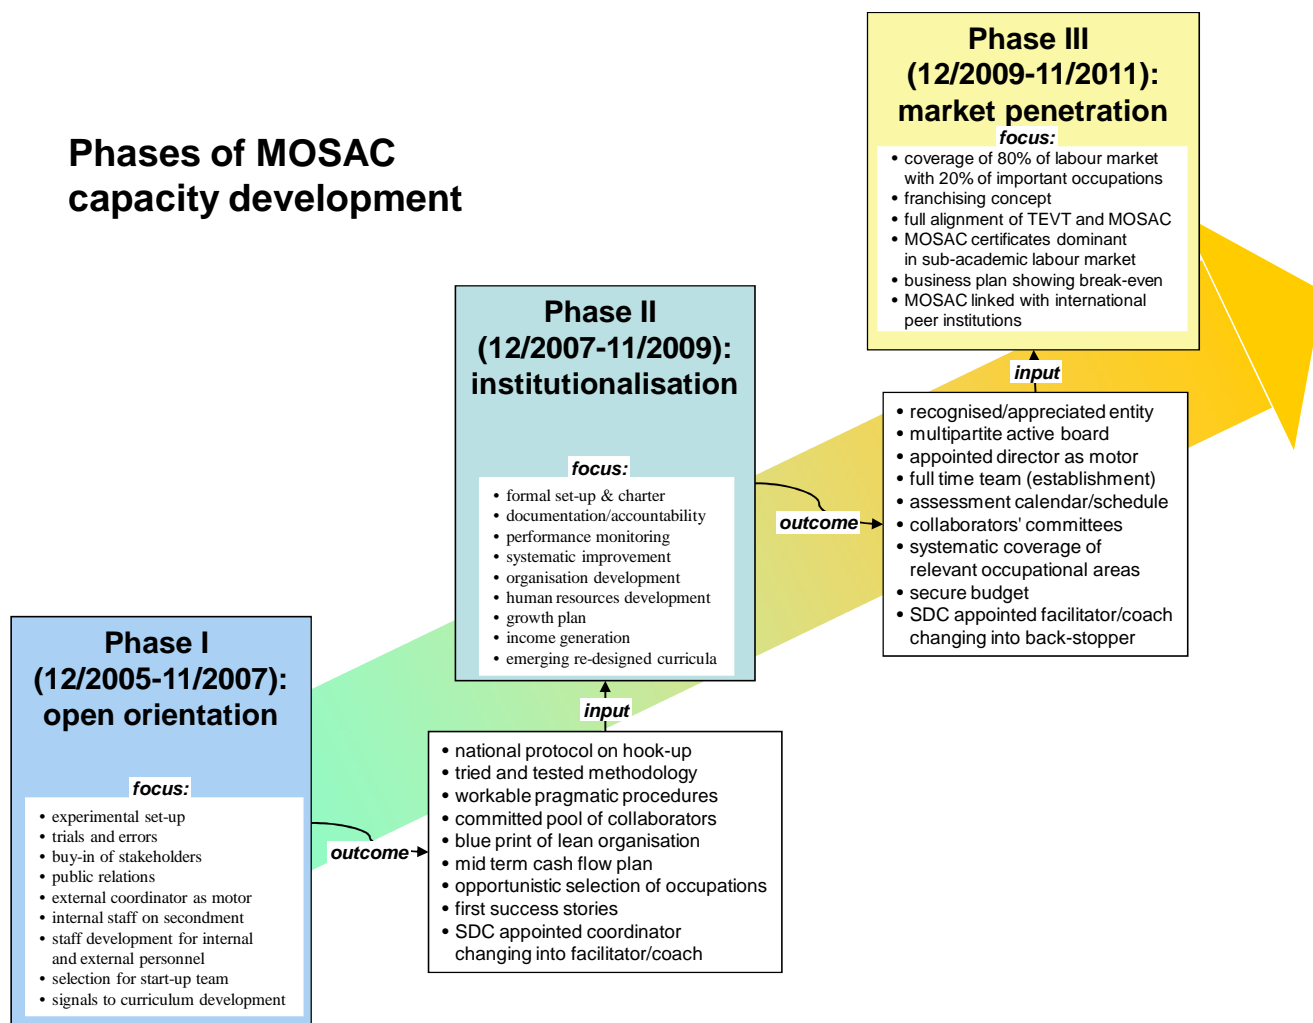 Phases of MOSAC
capacity development
Phase I
(12/2005-11/2007):
open orientation
focus:
• experimental set-up
• trials and errors
• buy-in of stakeholders
• public relations
• external coordinator as motor
• internal staff on secondment
• staff development for internal
and external personnel
• selection for start-up team
• signals to curriculum development
outcome
• national protocol on hook-up
• tried and tested methodology
• workable pragmatic procedures
• committed pool of collaborators
• blue print of lean organisation
• mid term cash flow plan
• opportunistic selection of occupations
• first success stories
• SDC appointed coordinator
changing into facilitator/coach
input
Phase II
(12/2007-11/2009):
institutionalisation
focus:
• formal set-up & charter
• documentation/accountability
• performance monitoring
• systematic improvement
• organisation development
• human resources development
• growth plan
• income generation
• emerging re-designed curricula
outcome
• recognised/appreciated entity
• multipartite active board
• appointed director as motor
• full time team (establishment)
• assessment calendar/schedule
• collaborators' committees
• systematic coverage of
relevant occupational areas
• secure budget
• SDC appointed facilitator/coach
changing into back-stopper
input
Phase III
(12/2009-11/2011):
market penetration
focus:
• coverage of 80% of labour market
with 20% of important occupations
• franchising concept
• full alignment of TEVT and MOSAC
• MOSAC certificates dominant
in sub-academic labour market
• business plan showing break-even
• MOSAC linked with international
peer institutions